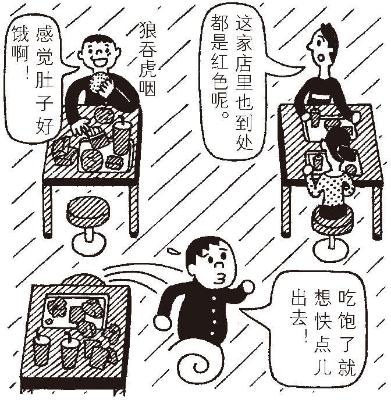 这家店里也到处
都是红色呢。
狼吞虎咽
感觉肚子好
饿啊！
吃饱了就
想快点儿
出去！